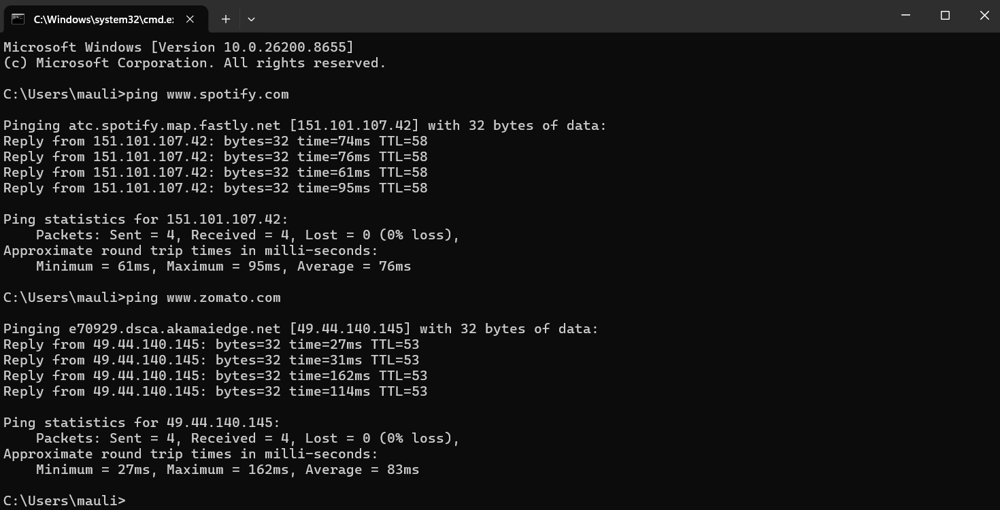 C:\Windows\system32\cmd.e
Microsoft Windows [Version 10.0.26200.8655]
(c) Microsoft Corporation. All rights reserved.
C:\Users\mauli>ping www.spotify.com
Pinging atc.spotify.map.fastly.net [151.101.107.42] with 32 bytes of data:
Reply from 151.101.107.42: bytes=32 time=74ms TTL=58
Reply from 151.101.107.42: bytes=32 time=76ms TTL=58
Reply from 151.101.107.42: bytes=32 time=61ms TTL=58
Reply from 151.101.107.42: bytes=32 time=95ms TTL=58
Ping statistics for 151.101.107.42:
    Packets: Sent = 4, Received = 4, Lost = 0 (0% loss),
Approximate round trip times in milli-seconds:
    Minimum = 61ms, Maximum = 95ms, Average = 76ms
C:\Users\mauli>ping www.zomato.com
Pinging e70929.dsca.akamaiedge.net [49.44.140.145] with 32 bytes of data:
Reply from 49.44.140.145: bytes=32 time=27ms TTL=53
Reply from 49.44.140.145: bytes=32 time=31ms TTL=53
Reply from 49.44.140.145: bytes=32 time=162ms TTL=53
Reply from 49.44.140.145: bytes=32 time=114ms TTL=53
Ping statistics for 49.44.140.145:
    Packets: Sent = 4, Received = 4, Lost = 0 (0% loss),
Approximate round trip times in milli-seconds:
    Minimum = 27ms, Maximum = 162ms, Average = 83ms
C:\Users\mauli>